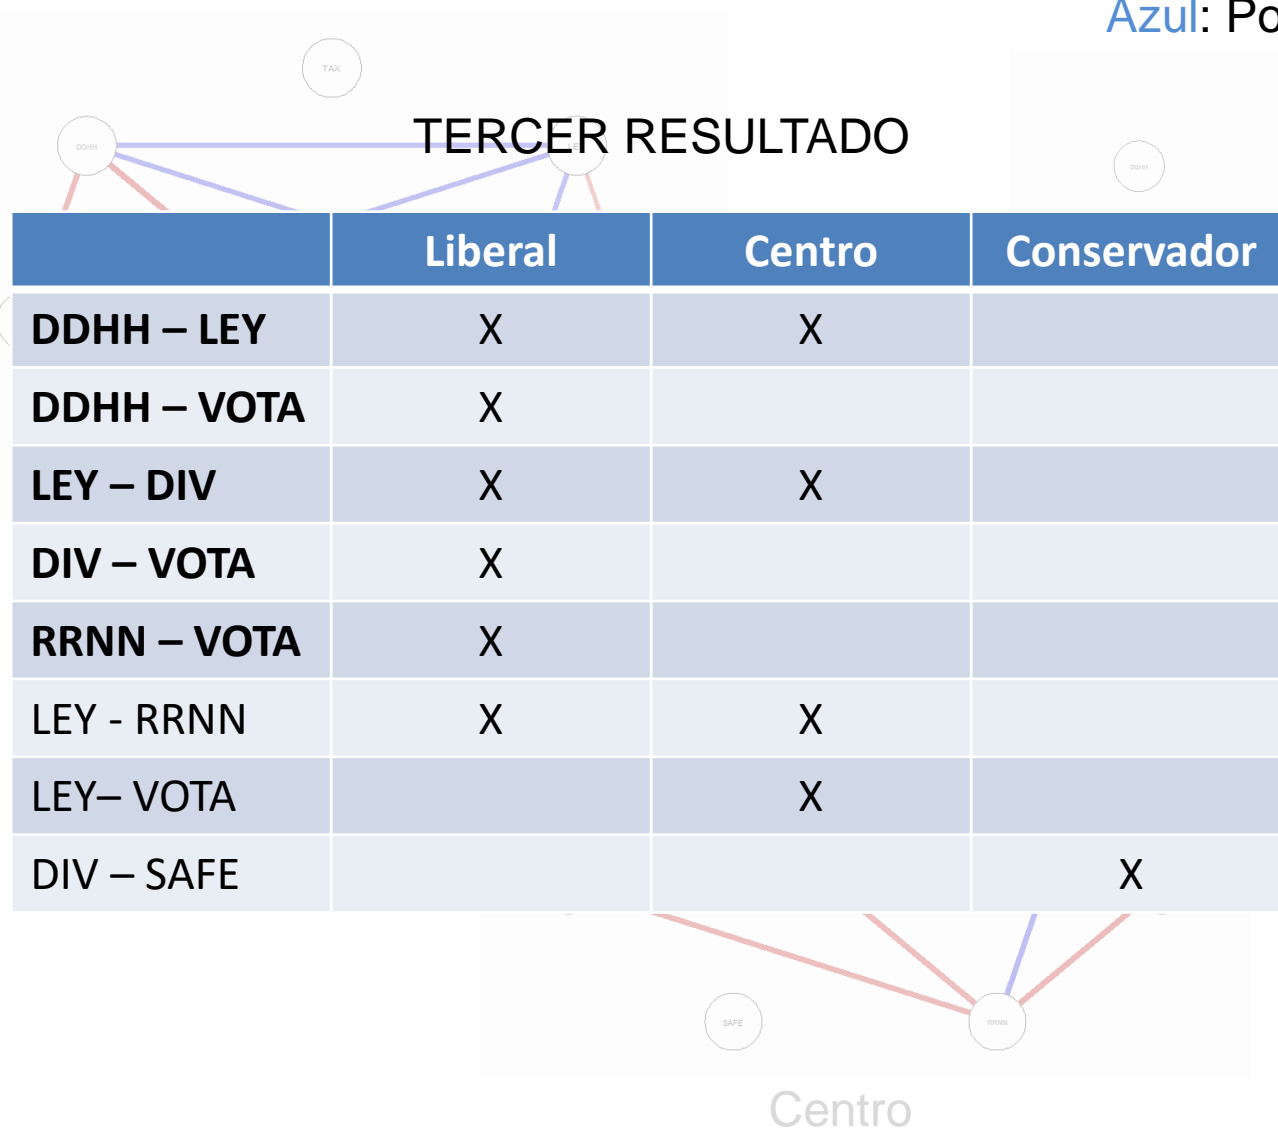 Azul: Po
TAX
TERCER RESULTADO
DDHH
LEY
DDHH
Liberal Centro Conservador
DDHH – LEY X X
DDHH – VOTA X
LEY – DIV X X
DIV – VOTA X
RRNN – VOTA X
LEY - RRNN X X
LEY– VOTA X
DIV – SAFE X
SAFE
RRNN
Centro